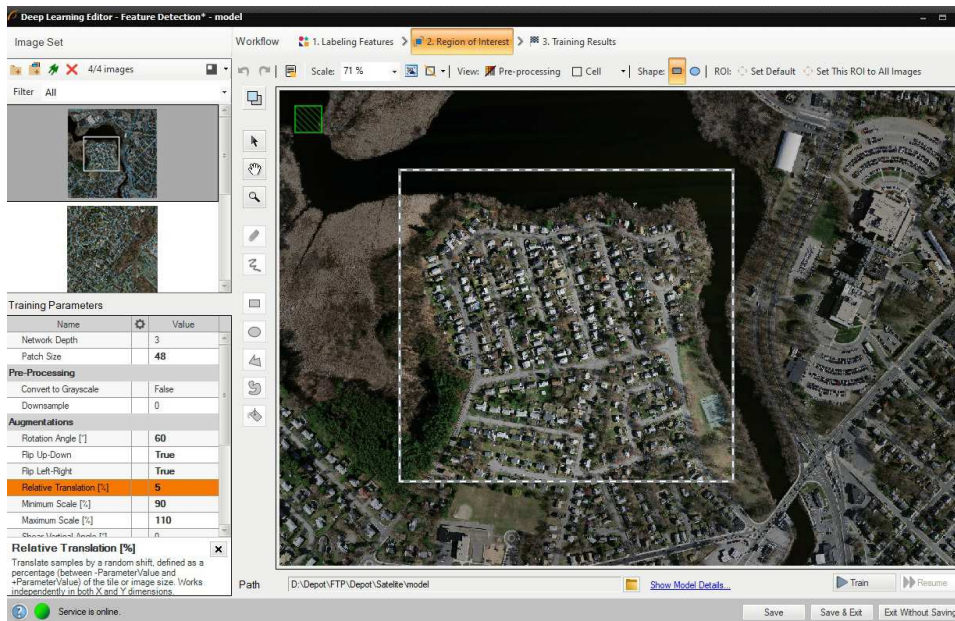 Deep Learning Editor - Feature Detection* - model
Image Set
Workflow 1. Labeling Features 2. Region of Interest 3. Training Results
4/4 images
Scale: 71 % View: Pre-processing Cell Shape: ROI: Set Default Set This ROI to All Images
Filter All
Training Parameters
Name Value
Network Depth 3
Patch Size 48
Pre-Processing
Convert to Grayscale False
Downsample 0
Augmentations
Rotation Angle [°] 60
Flip Up-Down True
Flip Left-Right True
Relative Translation [%] 5
Minimum Scale [%] 90
Maximum Scale [%] 110
Shear Vertical Angle [°] 0
Relative Translation [%]
Translate samples by a random shift, defined as a
percentage (between -ParameterValue and
+ParameterValue) of the tile or image size. Works
independently in both X and Y dimensions.
Path D:\Depot\FTP\Depot\Satelite\model Show Model Details... Train Resume
Service is online. Save Save & Exit Exit Without Saving